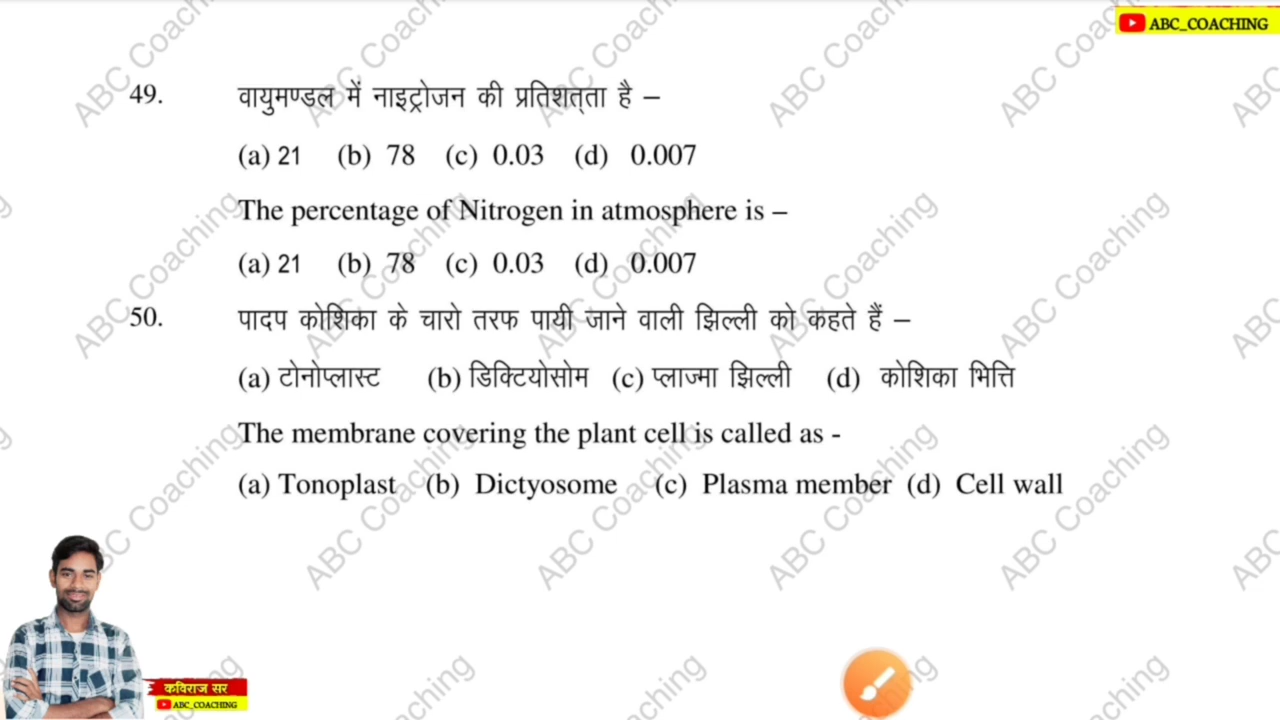 ABC_COACHING
49. वायुमण्डल में नाइट्रोजन की प्रतिशत्ता है –
(a) 21 (b) 78 (c) 0.03 (d) 0.007
The percentage of Nitrogen in atmosphere is –
(a) 21 (b) 78 (c) 0.03 (d) 0.007
50. पादप कोशिका के चारो तरफ पायी जाने वाली झिल्ली को कहते हैं –
(a) टोनोप्लास्ट (b) डिक्टियोसोम (c) प्लाज्मा झिल्ली (d) कोशिका भित्ति
The membrane covering the plant cell is called as -
(a) Tonoplast (b) Dictyosome (c) Plasma member (d) Cell wall
कविराज सर
ABC_COACHING
ABC Coaching